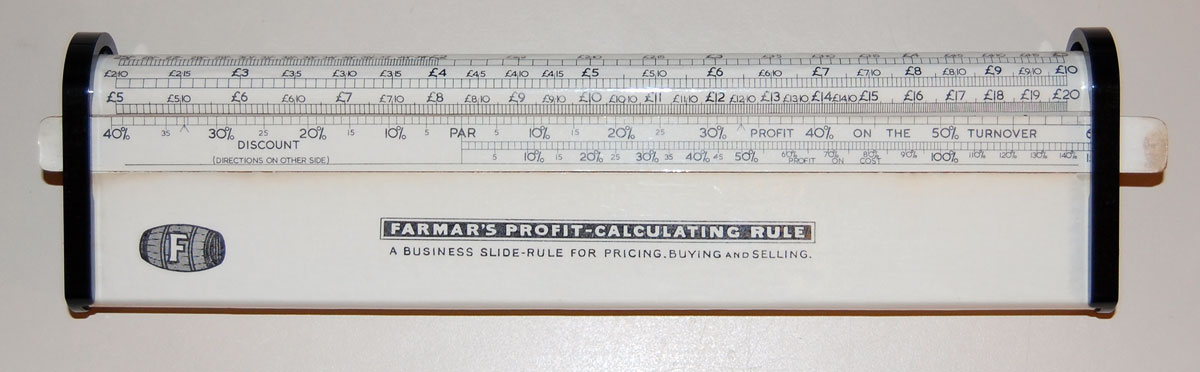 £2/10 £2/15 £3 £3/5 £3/10 £3/15 £4 £4/5 £4/10 £4/15 £5 £5/10 £6 £6/10 £7 £7/10 £8 £8/10 £9 £9/10 £10
£5 £5/10 £6 £6/10 £7 £7/10 £8 £8/10 £9 £9/10 £10 £10/10 £11 £11/10 £12 £12/10 £13 £13/10 £14 £14/10 £15 £16 £17 £18 £19 £20
40% 35 30% 25 20% 15 10% 5 PAR 5 10% 15 20% 25 30% PROFIT 40% ON THE 50% TURNOVER
DISCOUNT
5 10% 15 20% 25 30% 35 40% 45 50% 60% 70% 80% 90% 100% 110% 120% 130% 140%
(DIRECTIONS ON OTHER SIDE) PROFIT ON COST
F
FARMAR'S PROFIT-CALCULATING RULE
A BUSINESS SLIDE-RULE FOR PRICING.BUYING AND SELLING.